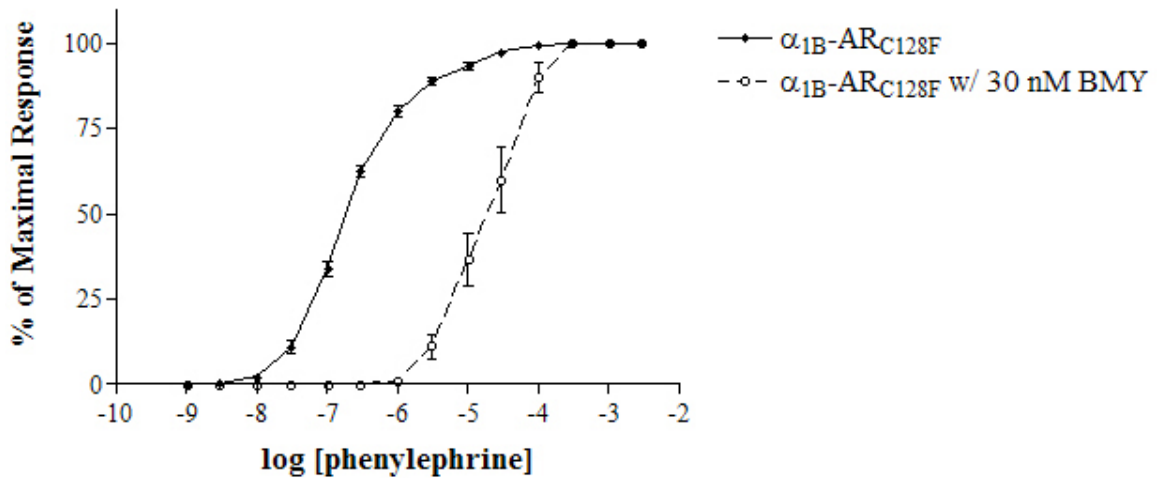 α1B-ARC128F
α1B-ARC128F w/ 30 nM BMY
% of Maximal Response
100
75
50
25
0
-10 -9 -8 -7 -6 -5 -4 -3 -2
log [phenylephrine]